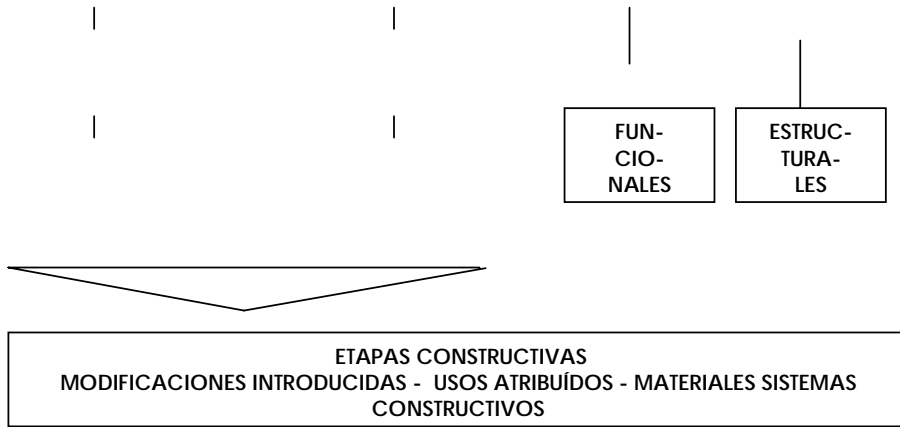 FUN-
CIO-
NALES
ESTRUC-
TURA-
LES
ETAPAS CONSTRUCTIVAS
MODIFICACIONES INTRODUCIDAS - USOS ATRIBUÍDOS - MATERIALES SISTEMAS
CONSTRUCTIVOS